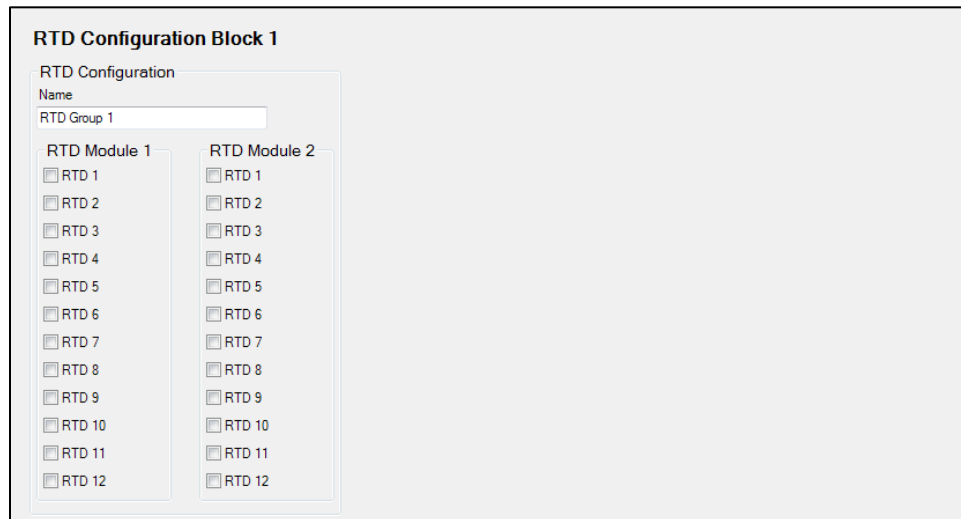 RTD Configuration Block 1
RTD Configuration
Name
RTD Group 1
RTD Module 1
RTD 1
RTD 2
RTD 3
RTD 4
RTD 5
RTD 6
RTD 7
RTD 8
RTD 9
RTD 10
RTD 11
RTD 12
RTD Module 2
RTD 1
RTD 2
RTD 3
RTD 4
RTD 5
RTD 6
RTD 7
RTD 8
RTD 9
RTD 10
RTD 11
RTD 12